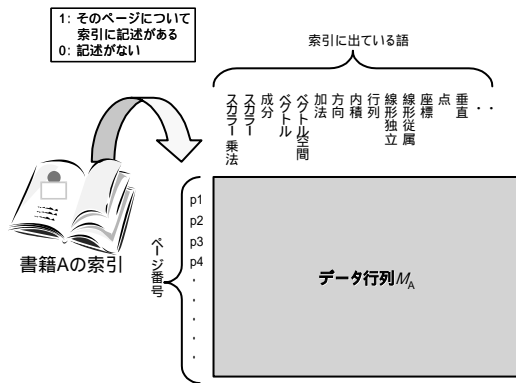 1: そのページについて
索引に記述がある
0: 記述がない
索引に出ている語
スカラー乗法
スカラー
成分
ベクトル
ベクトル空間
加法
方向
内積
行列
線形独立
線形従属
座標
点
垂直
・・
書籍Aの索引
ページ番号
p1
p2
p3
p4
・
・
・
・
・
データ行列MA